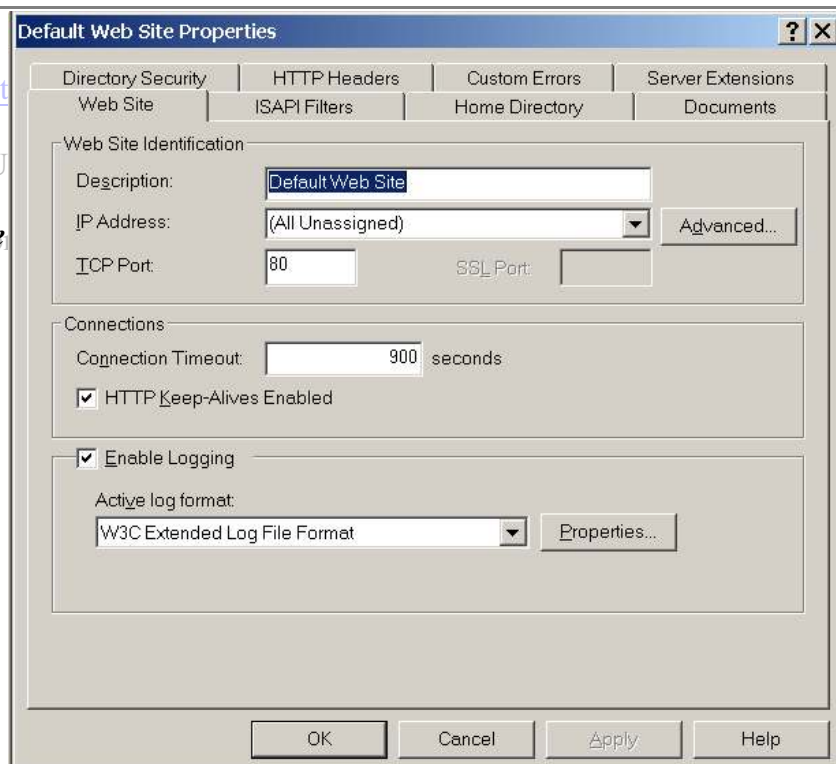 Default Web Site Properties
Directory Security
HTTP Headers
Custom Errors
Server Extensions
Web Site
ISAPI Filters
Home Directory
Documents
Web Site Identification
Description:
Default Web Site
IP Address:
(All Unassigned)
Advanced...
TCP Port:
80
SSL Port:
Connections
Connection Timeout:
900
seconds
HTTP Keep-Alives Enabled
Enable Logging
Active log format:
W3C Extended Log File Format
Properties...
OK
Cancel
Apply
Help